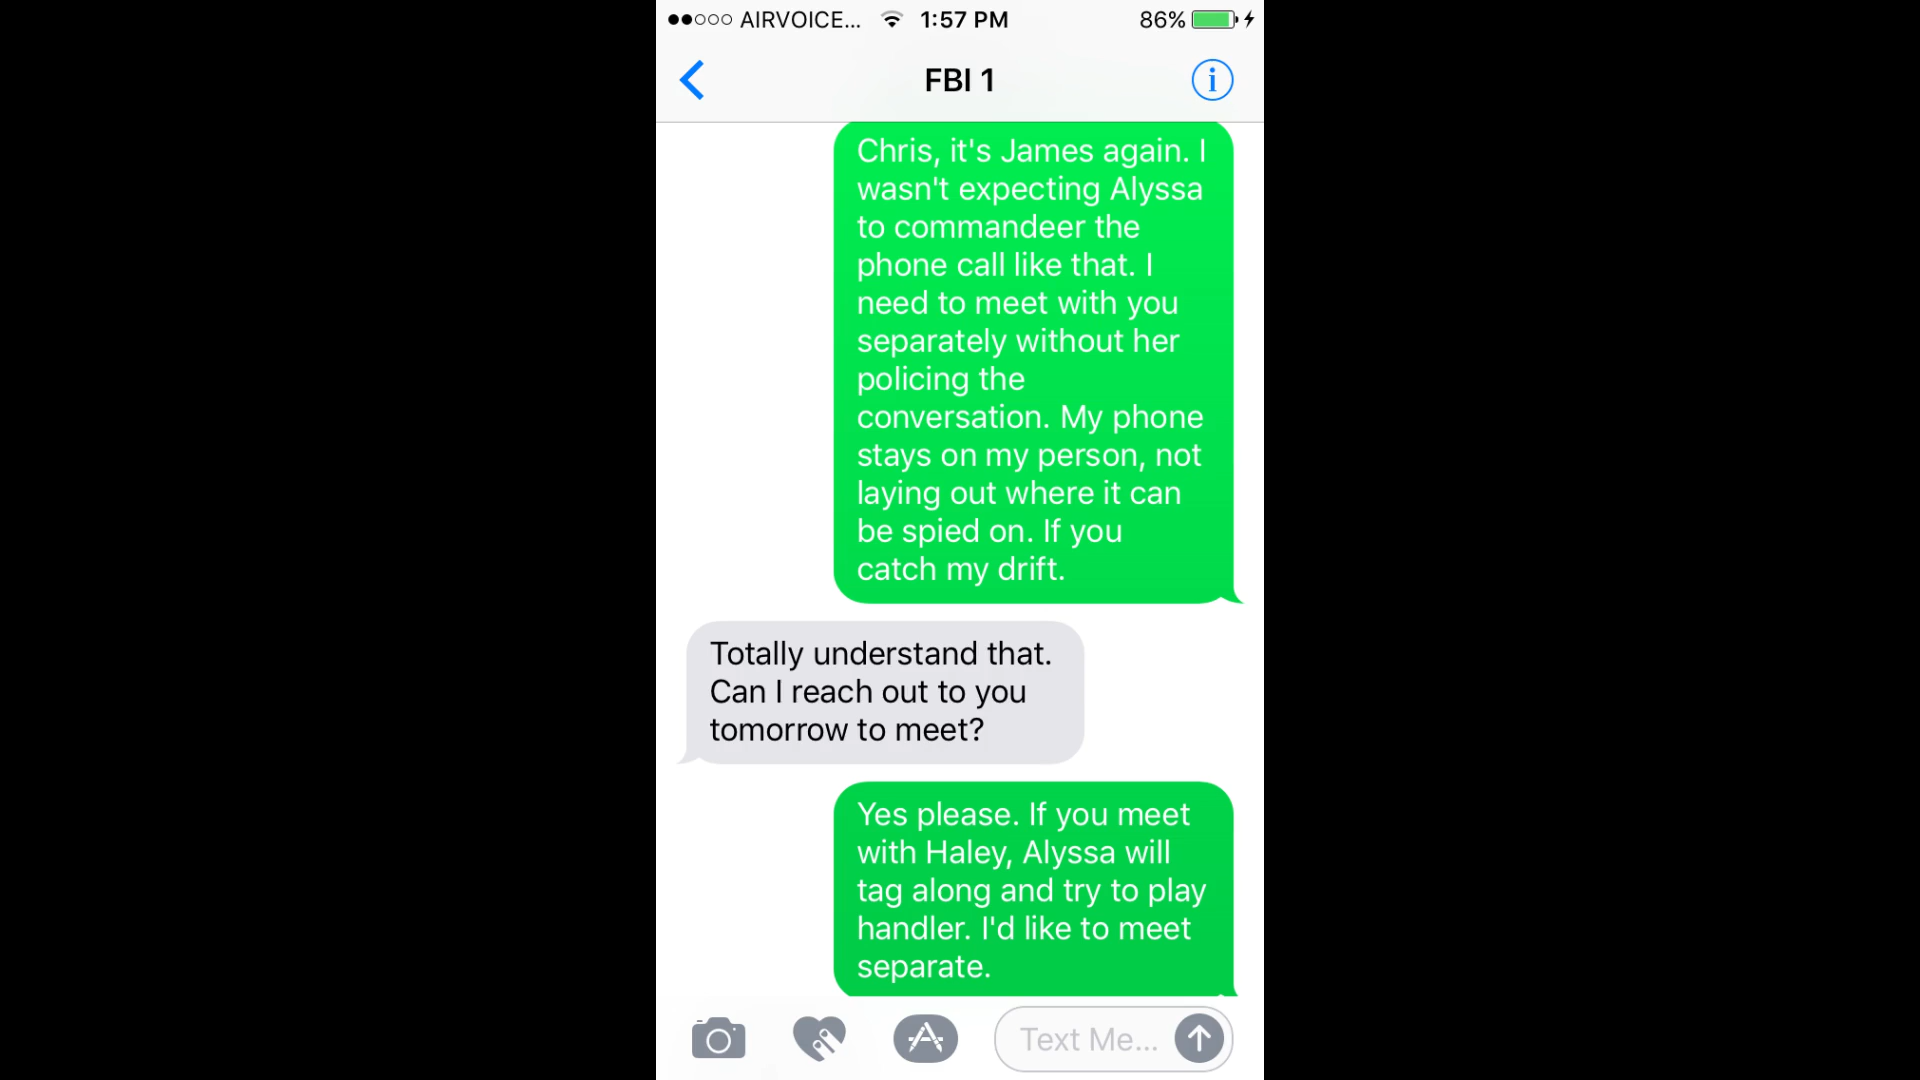 AIRVOICE... 1:57 PM 86%
FBI 1
Chris, it's James again. I
wasn't expecting Alyssa
to commandeer the
phone call like that. I
need to meet with you
separately without her
policing the
conversation. My phone
stays on my person, not
laying out where it can
be spied on. If you
catch my drift.
Totally understand that.
Can I reach out to you
tomorrow to meet?
Yes please. If you meet
with Haley, Alyssa will
tag along and try to play
handler. I'd like to meet
separate.
Text Me...